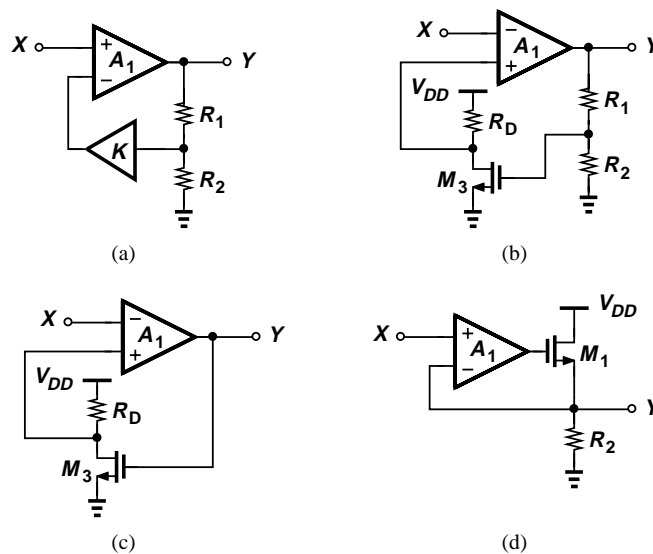 X
+
−
A1
Y
R1
K
R2
(a)
X
−
+
A1
Y
VDD
RD
R1
M3
R2
(b)
X
−
+
A1
Y
VDD
RD
M3
(c)
X
+
−
A1
VDD
M1
Y
R2
(d)